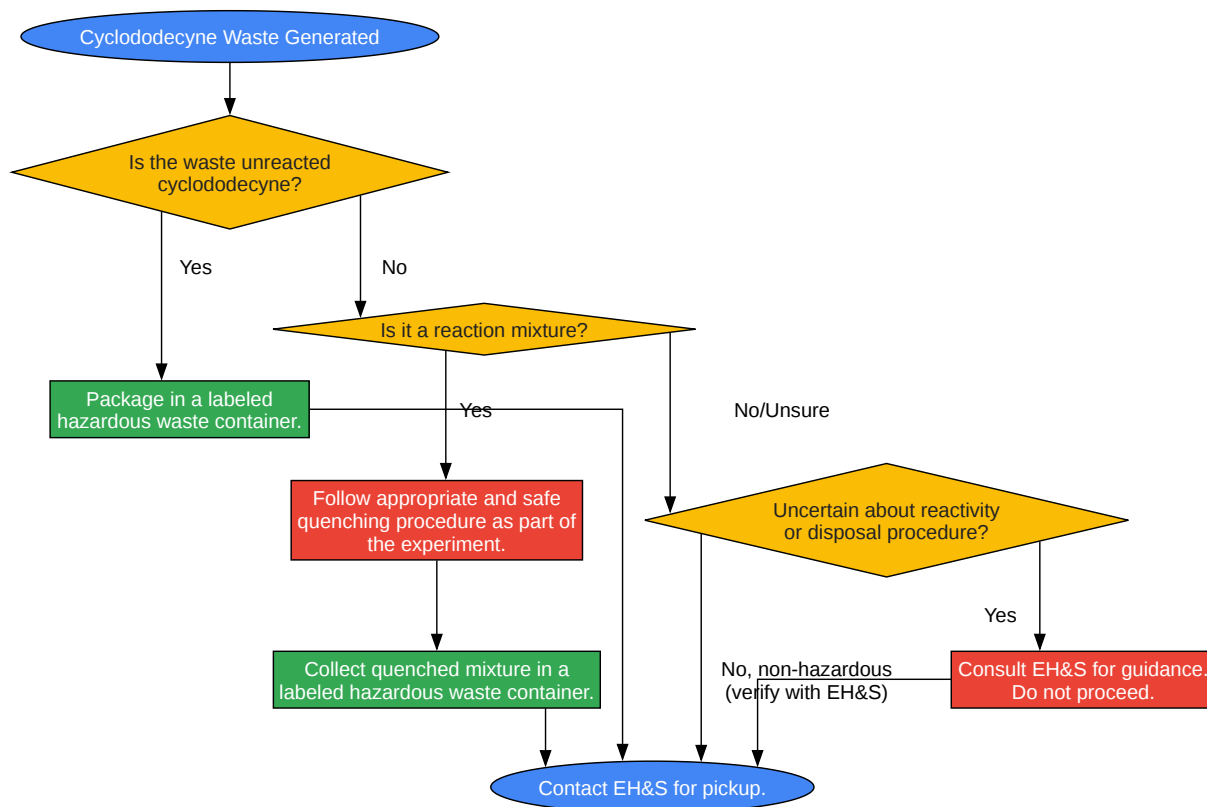 Cyclododecyne Waste Generated
Is the waste unreacted
cyclododecyne?
Yes
No
Is it a reaction mixture?
Package in a labeled
hazardous waste container.
Yes
No/Unsure
Follow appropriate and safe
quenching procedure as part of
the experiment.
Uncertain about reactivity
or disposal procedure?
Yes
Collect quenched mixture in a
labeled hazardous waste container.
No, non-hazardous
(verify with EH&S)
Consult EH&S for guidance.
Do not proceed.
Contact EH&S for pickup.